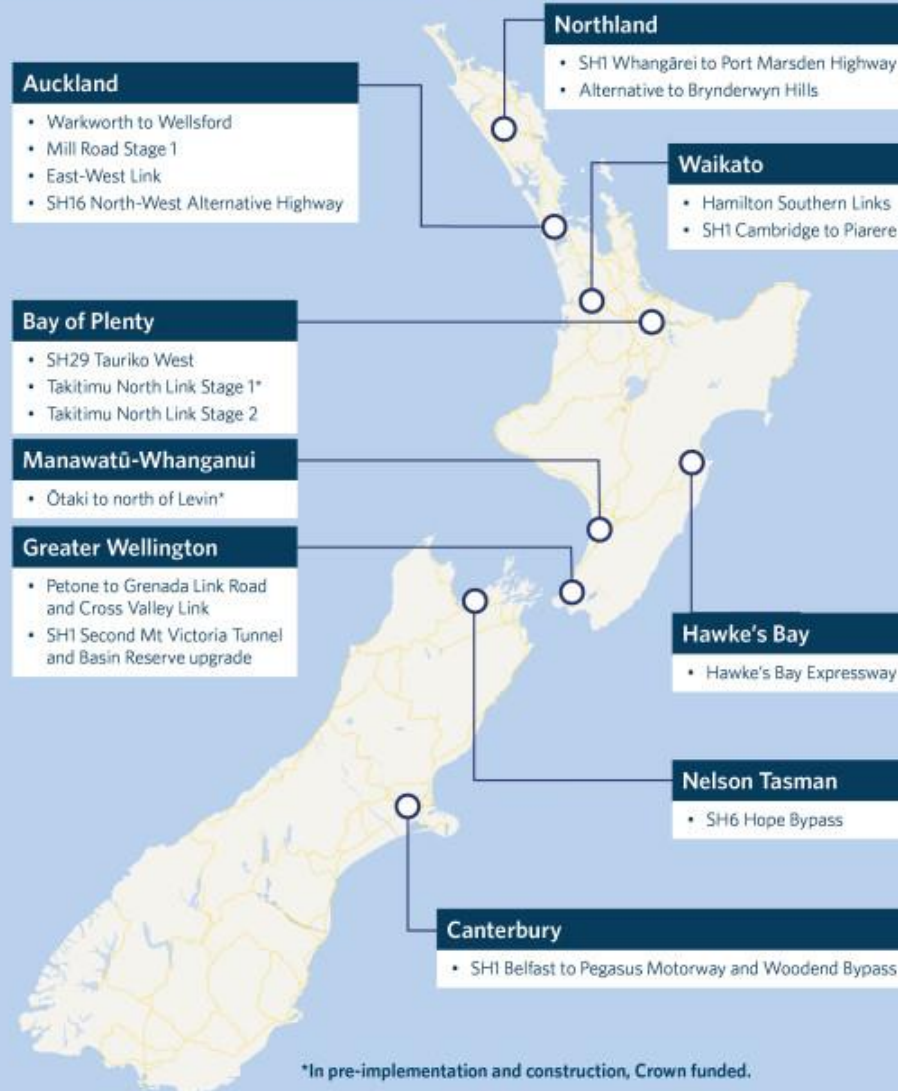 Northland
• SH1 Whangārei to Port Marsden Highway
• Alternative to Brynderwyn Hills
Auckland
• Warkworth to Wellsford
• Mill Road Stage 1
• East-West Link
• SH16 North-West Alternative Highway
Waikato
• Hamilton Southern Links
• SH1 Cambridge to Piarere
Bay of Plenty
• SH29 Tauriko West
• Takitimu North Link Stage 1*
• Takitimu North Link Stage 2
Manawatū-Whanganui
• Ōtaki to north of Levin*
Greater Wellington
• Petone to Grenada Link Road
and Cross Valley Link
• SH1 Second Mt Victoria Tunnel
and Basin Reserve upgrade
Hawke's Bay
• Hawke's Bay Expressway
Nelson Tasman
• SH6 Hope Bypass
Canterbury
• SH1 Belfast to Pegasus Motorway and Woodend Bypass
*In pre-implementation and construction, Crown funded.